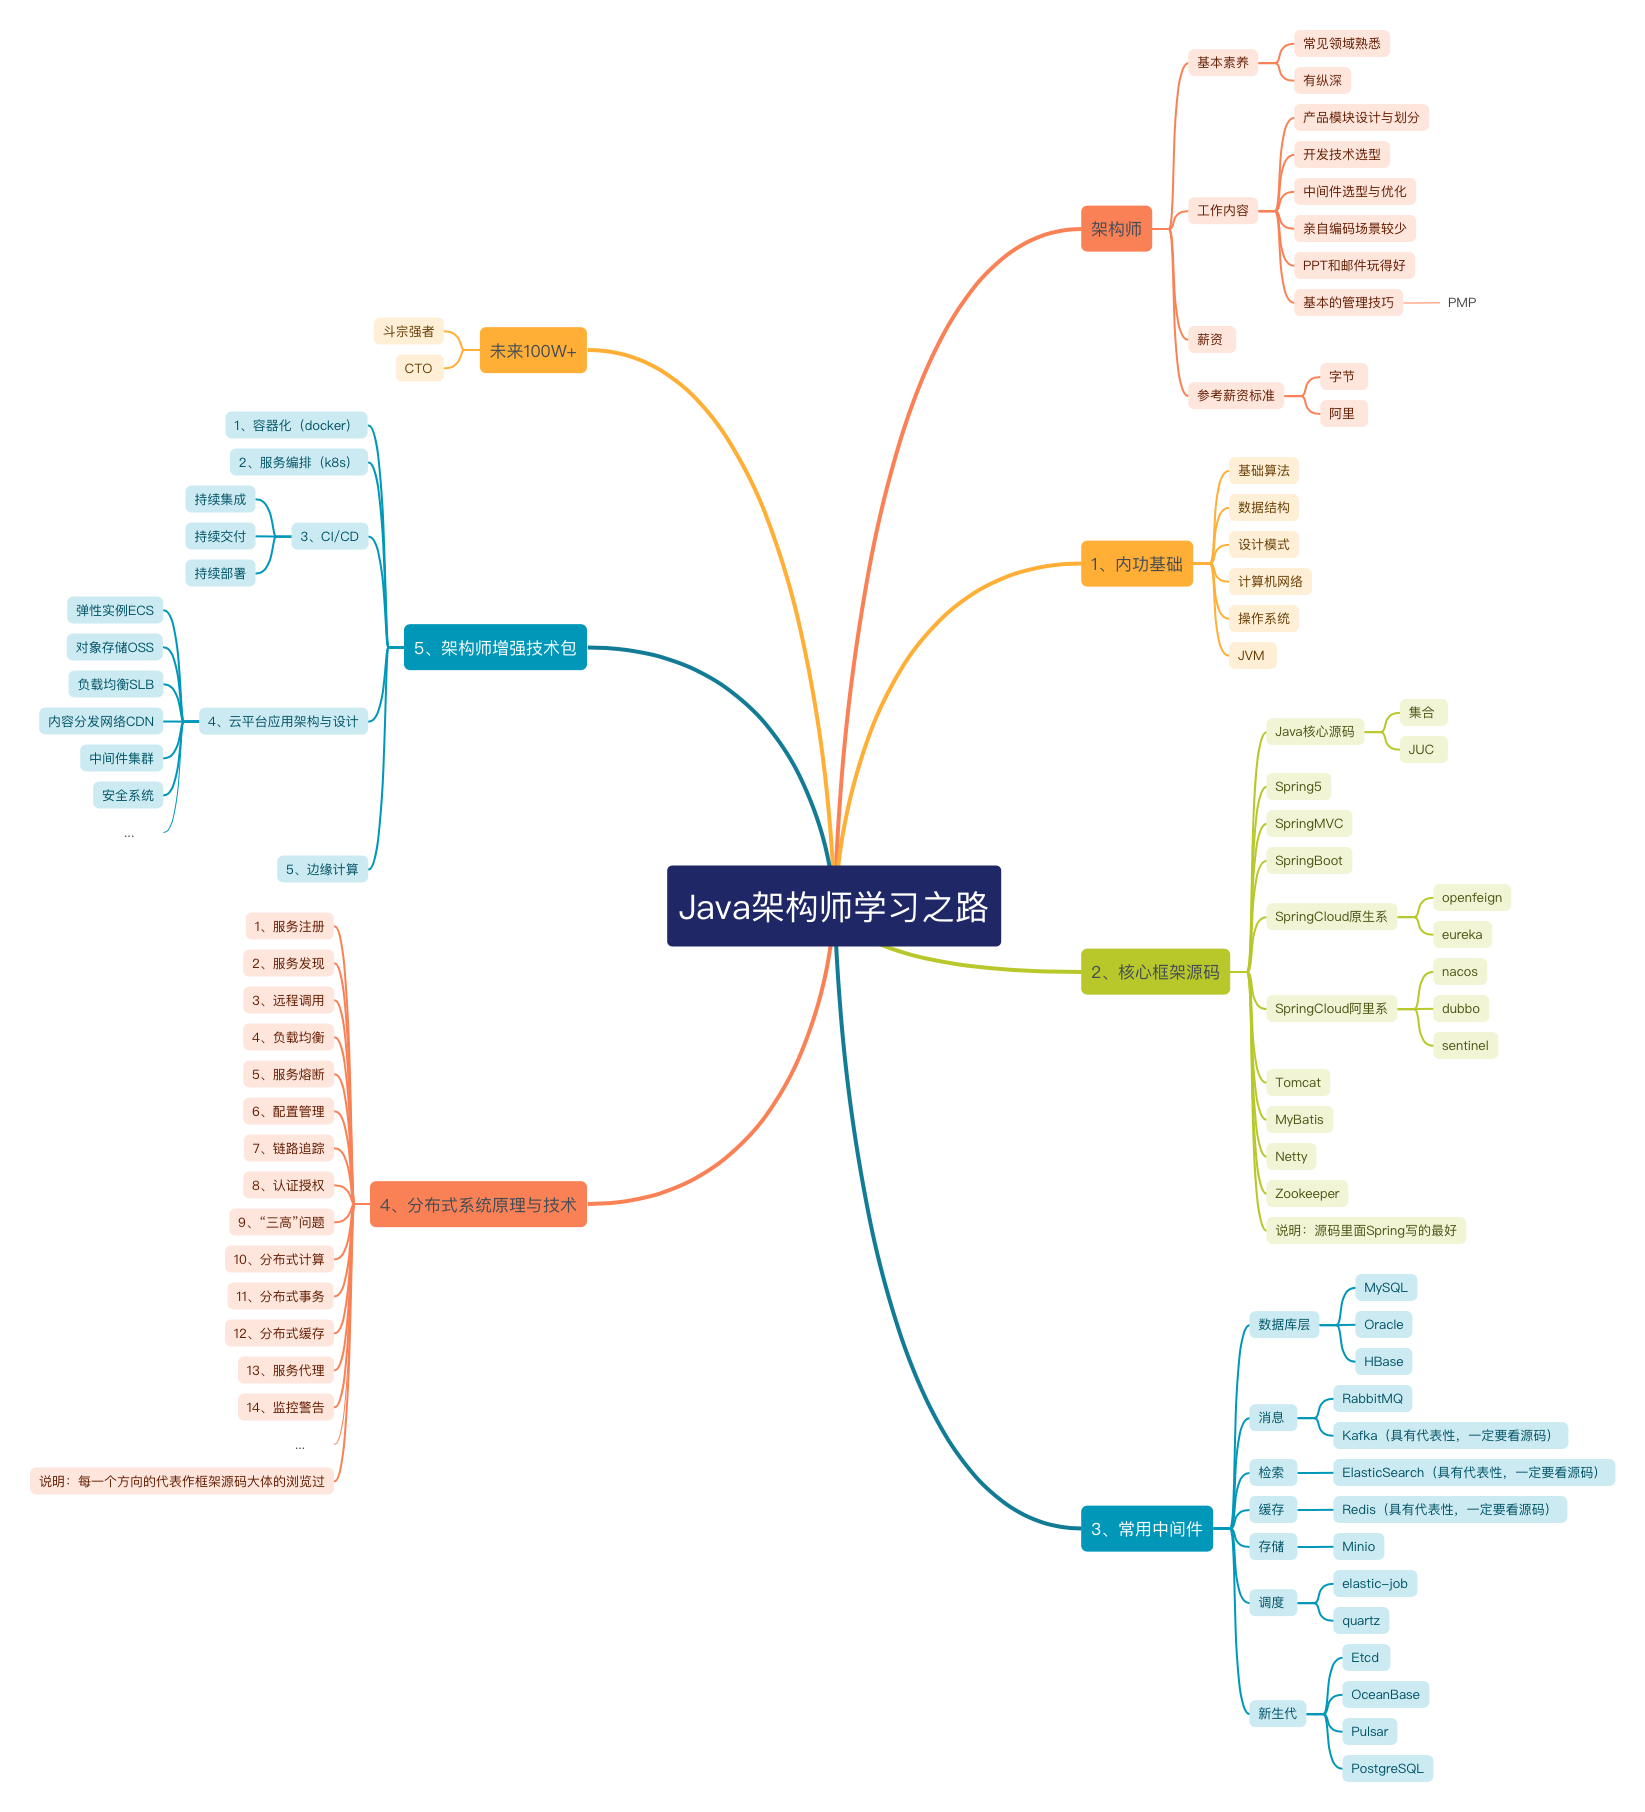 Java架构师学习之路
架构师
基本素养
常见领域熟悉
有纵深
工作内容
产品模块设计与划分
开发技术选型
中间件选型与优化
亲自编码场景较少
PPT和邮件玩得好
基本的管理技巧
PMP
薪资
参考薪资标准
字节
阿里
1、内功基础
基础算法
数据结构
设计模式
计算机网络
操作系统
JVM
2、核心框架源码
Java核心源码
集合
JUC
Spring5
SpringMVC
SpringBoot
SpringCloud原生系
openfeign
eureka
SpringCloud阿里系
nacos
dubbo
sentinel
Tomcat
MyBatis
Netty
Zookeeper
说明：源码里面Spring写的最好
3、常用中间件
数据库层
MySQL
Oracle
HBase
消息
RabbitMQ
Kafka（具有代表性，一定要看源码）
检索
ElasticSearch（具有代表性，一定要看源码）
缓存
Redis（具有代表性，一定要看源码）
存储
Minio
调度
elastic-job
quartz
新生代
Etcd
OceanBase
Pulsar
PostgreSQL
4、分布式系统原理与技术
1、服务注册
2、服务发现
3、远程调用
4、负载均衡
5、服务熔断
6、配置管理
7、链路追踪
8、认证授权
9、“三高”问题
10、分布式计算
11、分布式事务
12、分布式缓存
13、服务代理
14、监控警告
...
说明：每一个方向的代表作框架源码大体的浏览过
5、架构师增强技术包
1、容器化（docker）
2、服务编排（k8s）
3、CI/CD
持续集成
持续交付
持续部署
4、云平台应用架构与设计
弹性实例ECS
对象存储OSS
负载均衡SLB
内容分发网络CDN
中间件集群
安全系统
...
5、边缘计算
未来100W+
斗宗强者
CTO